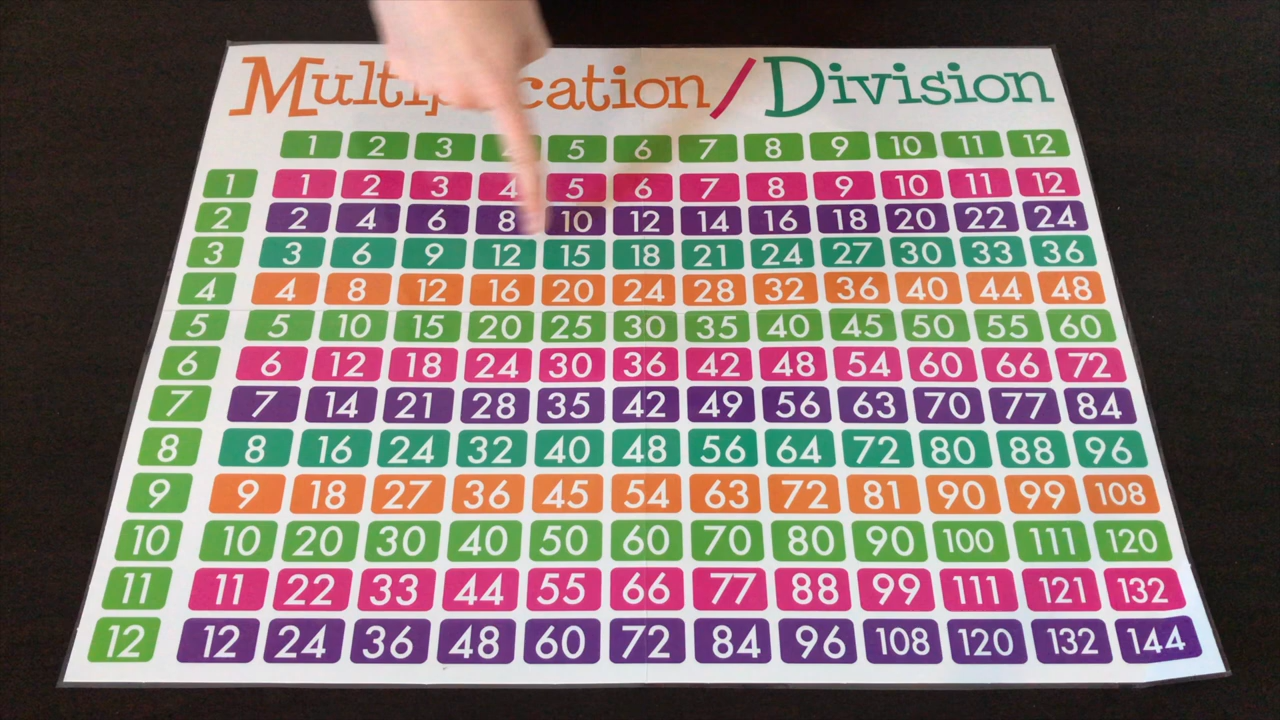 Multiplication/Division
1 2 3 4 5 6 7 8 9 10 11 12
1 1 2 3 4 5 6 7 8 9 10 11 12
2 2 4 6 8 10 12 14 16 18 20 22 24
3 3 6 9 12 15 18 21 24 27 30 33 36
4 4 8 12 16 20 24 28 32 36 40 44 48
5 5 10 15 20 25 30 35 40 45 50 55 60
6 6 12 18 24 30 36 42 48 54 60 66 72
7 7 14 21 28 35 42 49 56 63 70 77 84
8 8 16 24 32 40 48 56 64 72 80 88 96
9 9 18 27 36 45 54 63 72 81 90 99 108
10 10 20 30 40 50 60 70 80 90 100 111 120
11 11 22 33 44 55 66 77 88 99 111 121 132
12 12 24 36 48 60 72 84 96 108 120 132 144